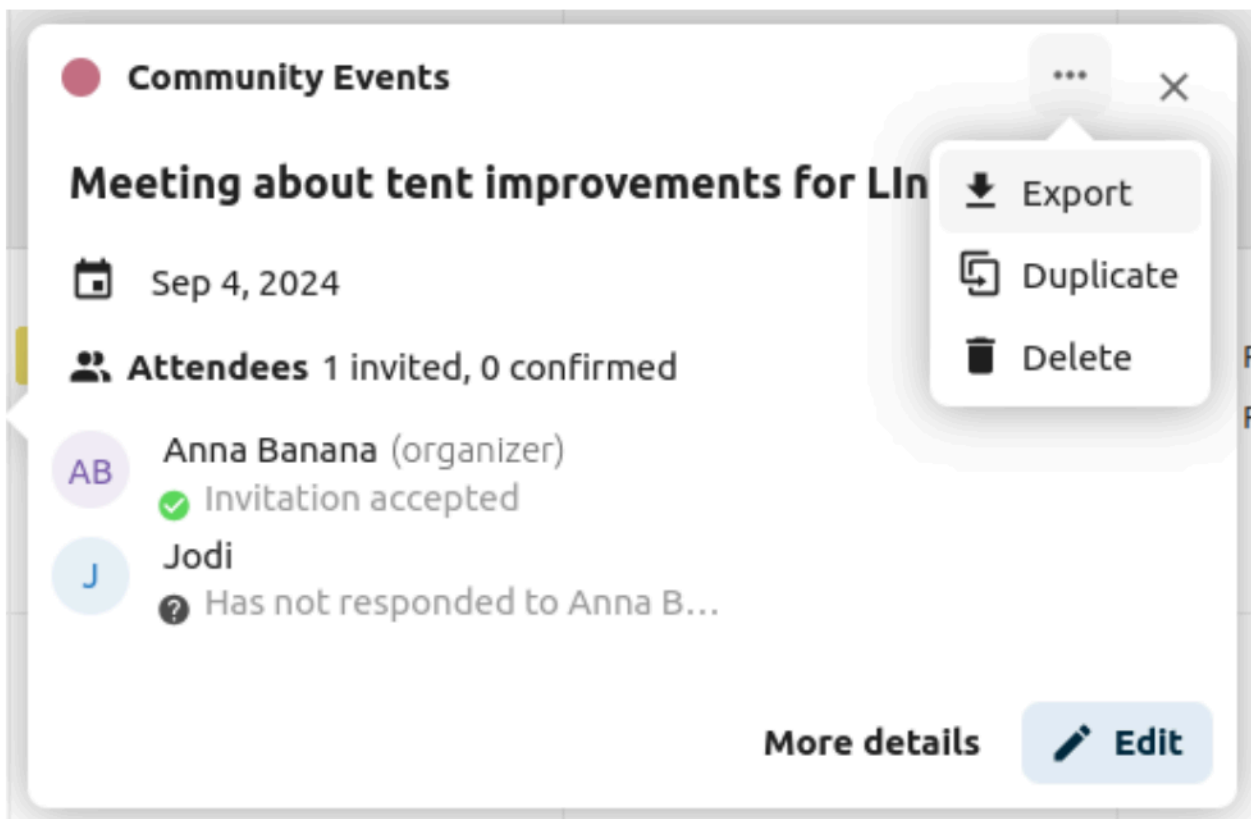 Community Events
Meeting about tent improvements for LIn
Export
Duplicate
Delete
Sep 4, 2024
Attendees 1 invited, 0 confirmed
AB
Anna Banana (organizer)
Invitation accepted
J
Jodi
Has not responded to Anna B...
More details
Edit